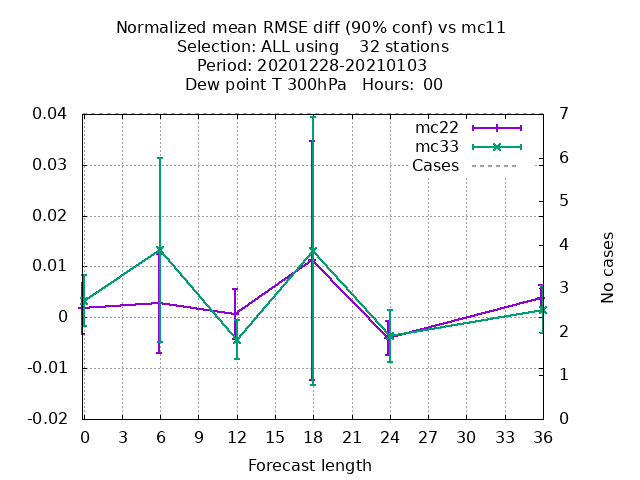 Normalized mean RMSE diff (90% conf) vs mc11
Selection: ALL using    32 stations
Period: 20201228-20210103
Dew point T 300hPa   Hours:  00
mc22
mc33
Cases
0.04
0.03
0.02
0.01
0
-0.01
-0.02
7
6
5
4
3
2
1
0
No cases
0 3 6 9 12 15 18 21 24 27 30 33 36
Forecast length